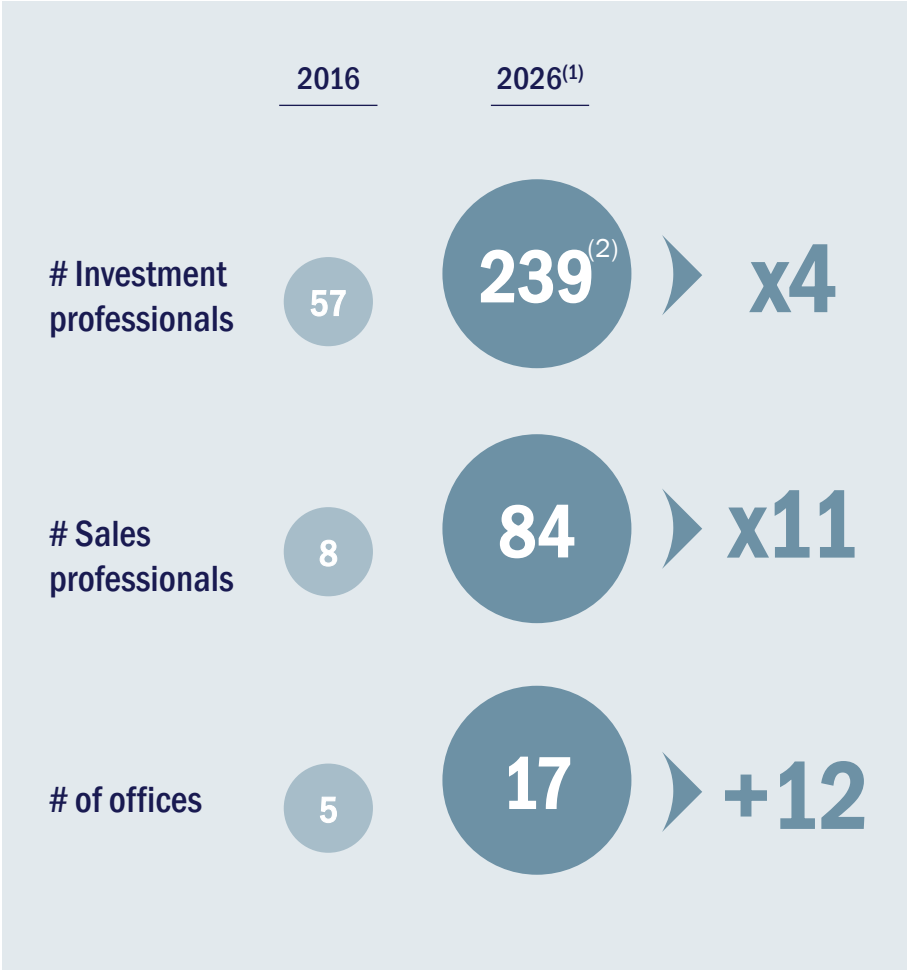 2016 2026(1)
# Investment
professionals
57 239(2) x4
# Sales
professionals
8 84 x11
# of offices 5 17 +12